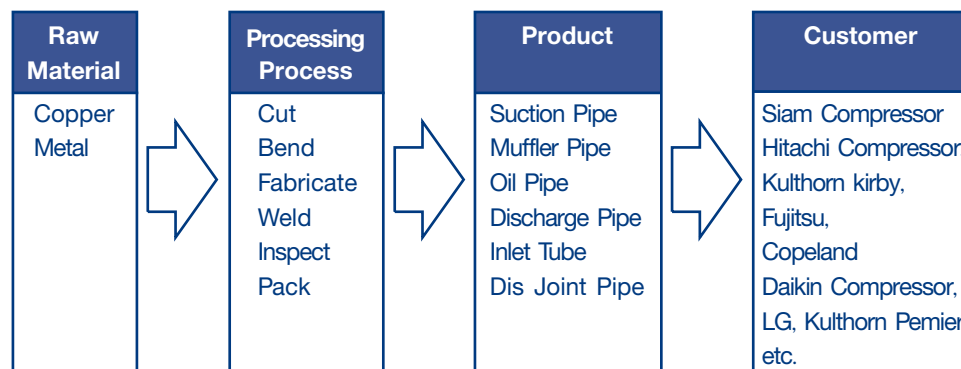 Raw
Material
Copper
Metal
Processing
Process
Cut
Bend
Fabricate
Weld
Inspect
Pack
Product
Suction Pipe
Muffler Pipe
Oil Pipe
Discharge Pipe
Inlet Tube
Dis Joint Pipe
Customer
Siam Compressor
Hitachi Compressor
Kulthorn kirby,
Fujitsu,
Copeland
Daikin Compressor,
LG, Kulthorn Pemier
etc.